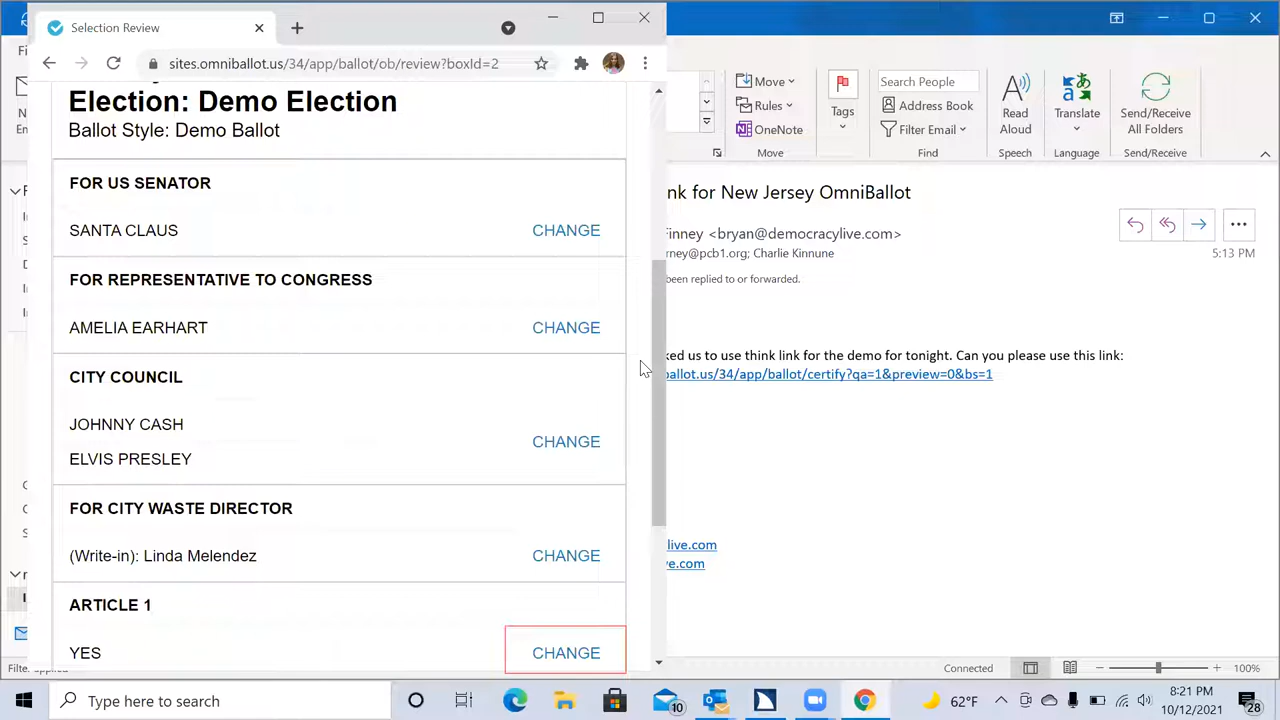 Selection Review
sites.omniballot.us/34/app/ballot/ob/review?boxId=2
Election: Demo Election
Ballot Style: Demo Ballot
FOR US SENATOR
SANTA CLAUS CHANGE
FOR REPRESENTATIVE TO CONGRESS
AMELIA EARHART CHANGE
CITY COUNCIL
JOHNNY CASH
CHANGE
ELVIS PRESLEY
FOR CITY WASTE DIRECTOR
(Write-in): Linda Melendez CHANGE
ARTICLE 1
YES CHANGE
Move
Rules
OneNote
Move
Tags
Search People
Address Book
Filter Email
Find
Read
Aloud
Speech
Translate
Language
Send/Receive
All Folders
Send/Receive
nk for New Jersey OmniBallot
inney <bryan@democracylive.com>
rney@pcb1.org; Charlie Kinnune
5:13 PM
been replied to or forwarded.
ked us to use think link for the demo for tonight. Can you please use this link:
ballot.us/34/app/ballot/certify?qa=1&preview=0&bs=1
live.com
ve.com
Connected 100%
Type here to search
10
62°F
8:21 PM
10/12/2021
28